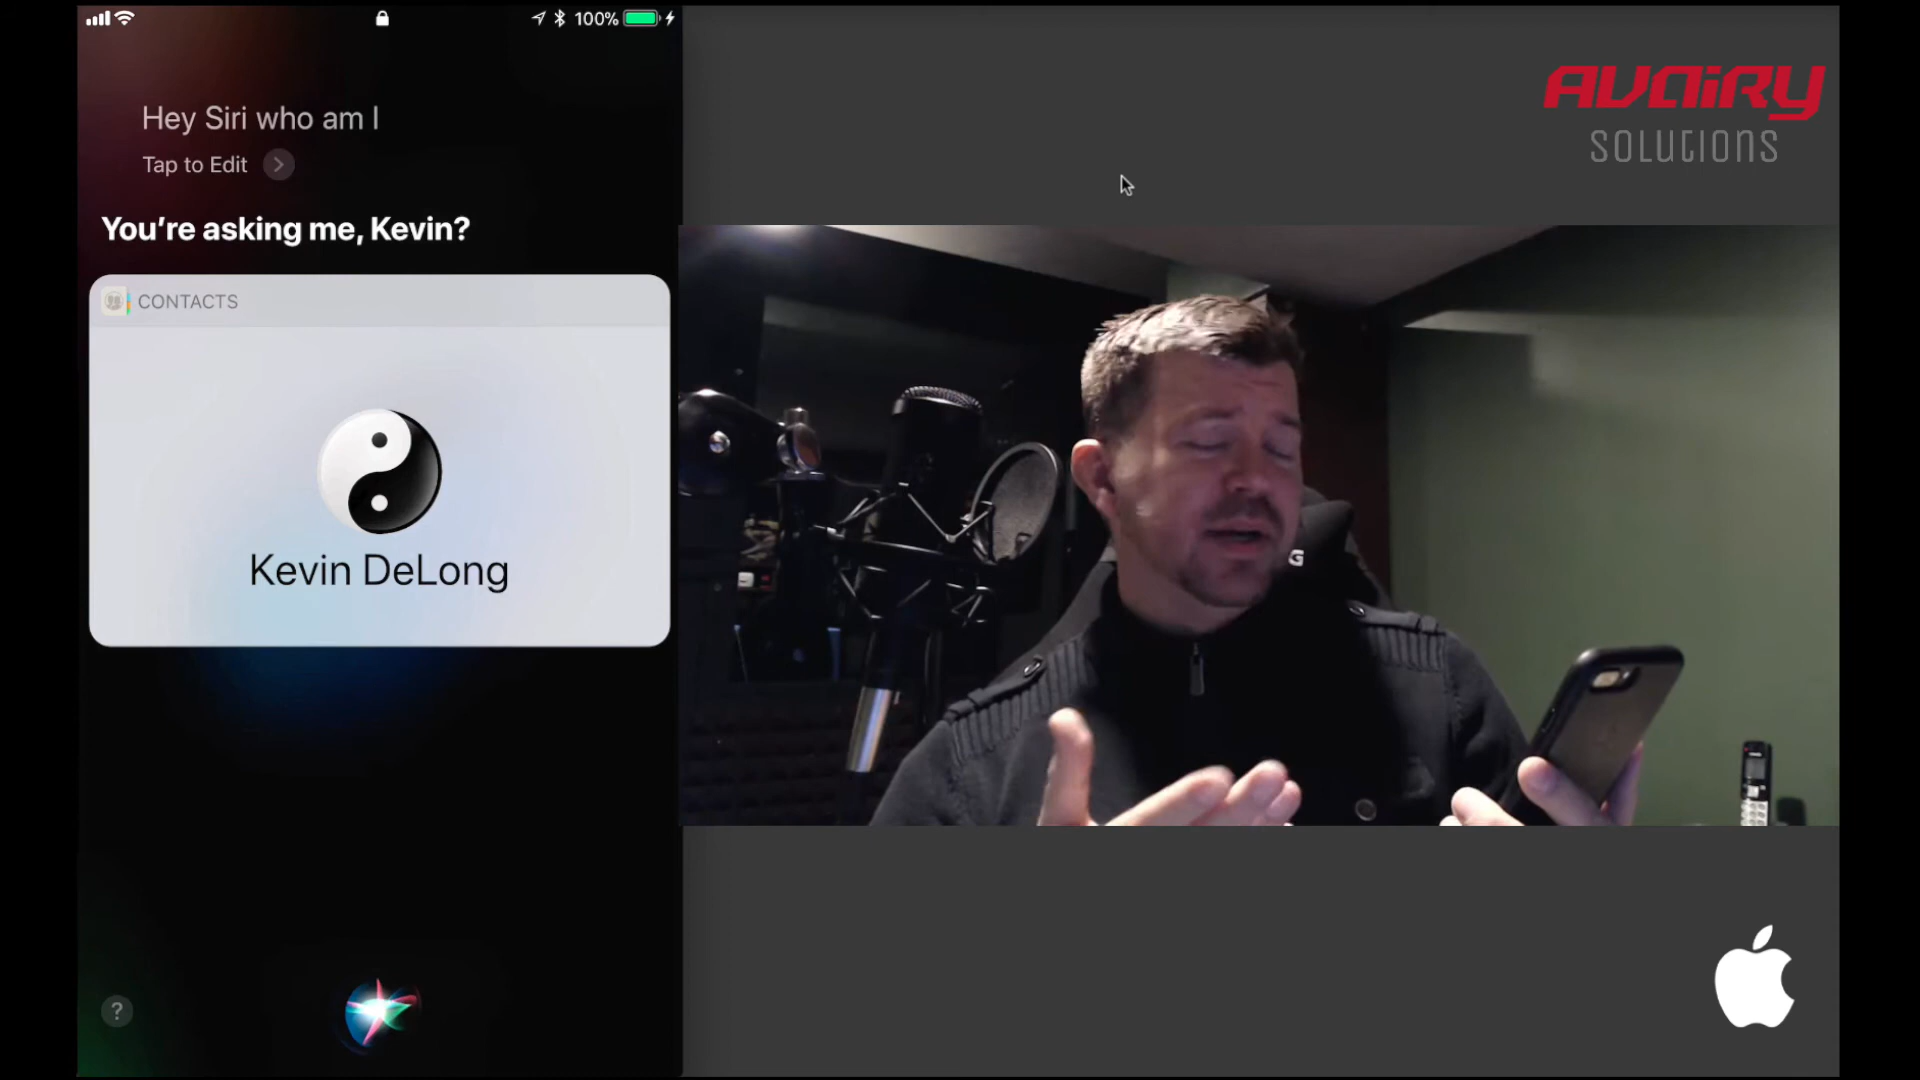 100%
Hey Siri who am I
Tap to Edit
You're asking me, Kevin?
CONTACTS
Kevin DeLong
?
AVAIRY
SOLUTIONS
G